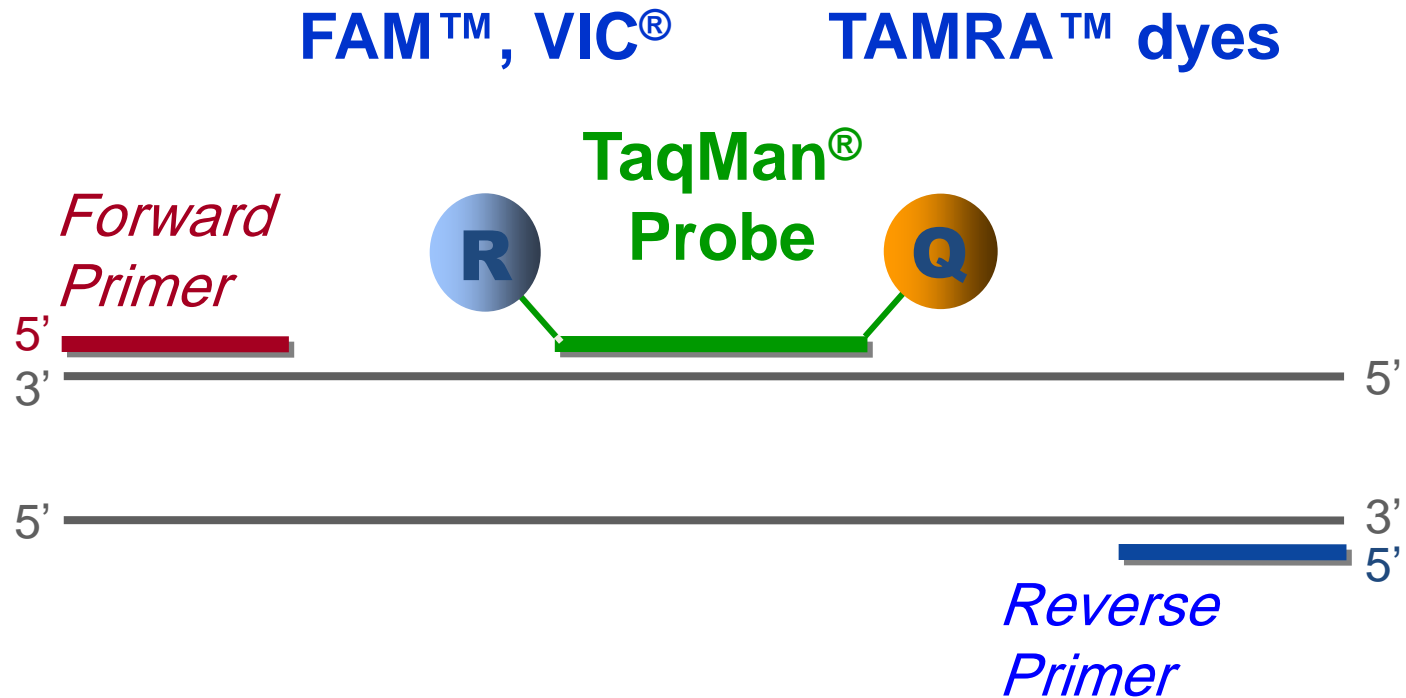 FAM™, VIC® TAMRA™ dyes
TaqMan®
Probe
Forward
Primer
R
Q
5’
3’
5’
5’
3’
5’
Reverse
Primer